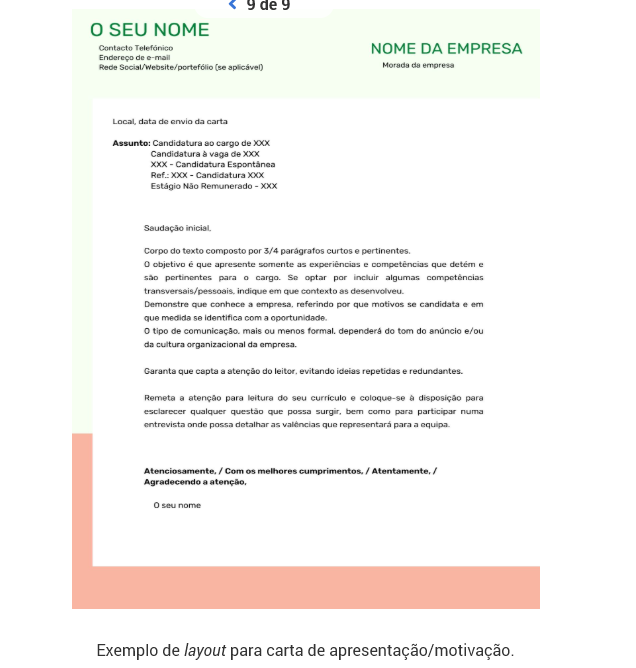 9 de 9
O SEU NOME
Contacto Telefónico
Endereço de e-mail
Rede Social/Website/portefólio (se aplicável)
NOME DA EMPRESA
Morada da empresa
Local, data de envio da carta
Assunto: Candidatura ao cargo de XXX
Candidatura à vaga de XXX
XXX - Candidatura Espontânea
Ref.: XXX - Candidatura XXX
Estágio Não Remunerado - XXX
Saudação inicial,
Corpo do texto composto por 3/4 parágrafos curtos e pertinentes.
O objetivo é que apresente somente as experiências e competências que detém e
são pertinentes para o cargo. Se optar por incluir algumas competências
transversais/pessoais, indique em que contexto as desenvolveu.
Demonstre que conhece a empresa, referindo por que motivos se candidata e em
que medida se identifica com a oportunidade.
O tipo de comunicação, mais ou menos formal, dependerá do tom do anúncio e/ou
da cultura organizacional da empresa.
Garanta que capta a atenção do leitor, evitando ideias repetidas e redundantes.
Remeta a atenção para leitura do seu currículo e coloque-se à disposição para
esclarecer qualquer questão que possa surgir, bem como para participar numa
entrevista onde possa detalhar as valências que representará para a equipa.
Atenciosamente, / Com os melhores cumprimentos, / Atentamente, /
Agradecendo a atenção,
O seu nome
Exemplo de layout para carta de apresentação/motivação.